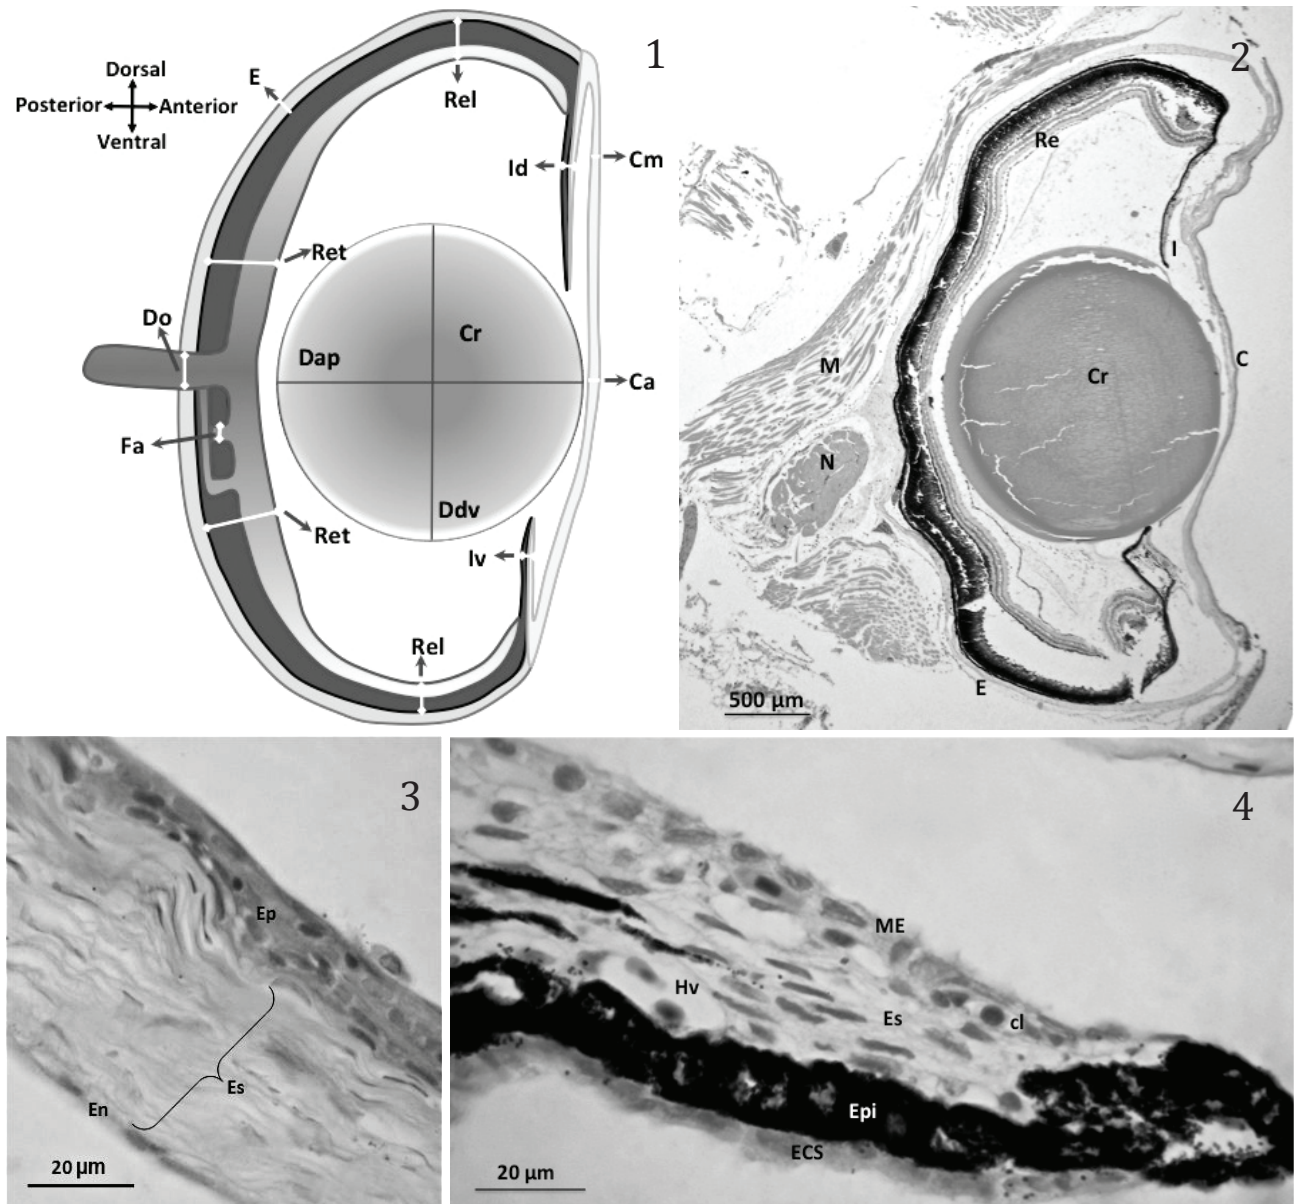 1
Dorsal
Posterior Anterior
Ventral
E
Rel
Id
Cm
Ret
Do
Cr
Dap
Ca
Fa
Ddv
Ret
Iv
Rel
2
Re
I
C
M
Cr
N
E
500 µm
3
Ep
Es
En
20 µm
4
ME
Hv
Es
cl
Epi
ECS
20 µm